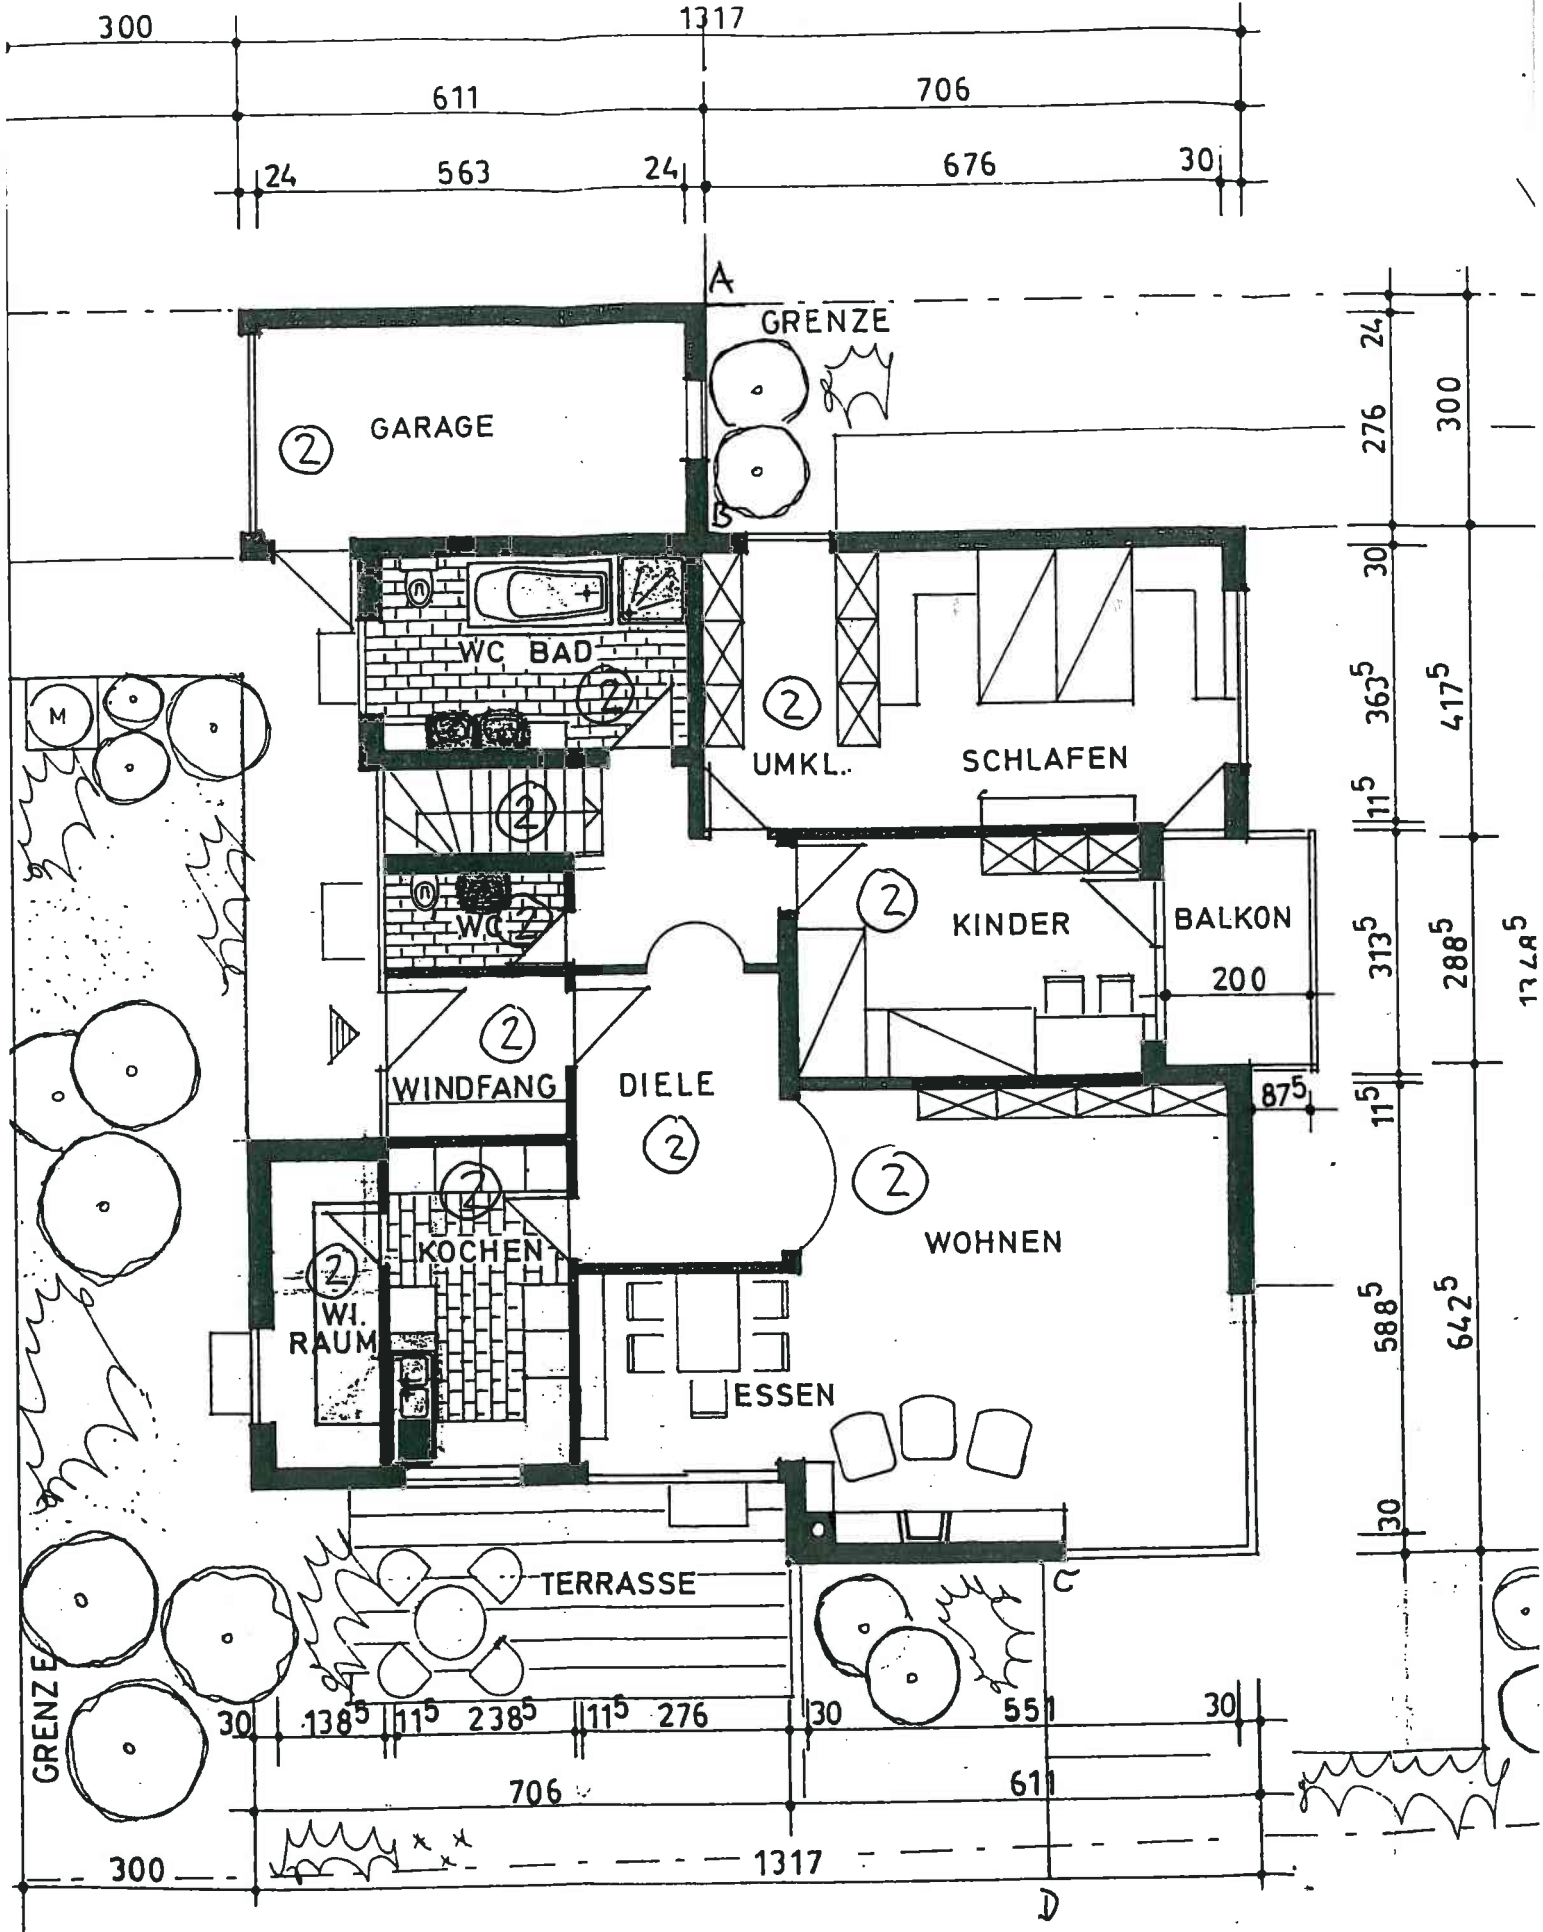 300
1317
611
706
24
563
24
676
30
A
GRENZE
24
276
300
GARAGE
2
B
30
WC BAD
2
2
363⁵
417⁵
M
UMKL.
SCHLAFEN
2
11⁵
WC
2
2
KINDER
BALKON
200
313⁵
288⁵
2
WINDFANG
DIELE
2
2
87⁵
11⁵
2
KOCHEN
WOHNEN
2
WI.
RAUM
588⁵
642⁵
ESSEN
30
TERRASSE
C
GRENZE
30
138⁵
11⁵
238⁵
11⁵
276
30
551
30
706
611
300
1317
D